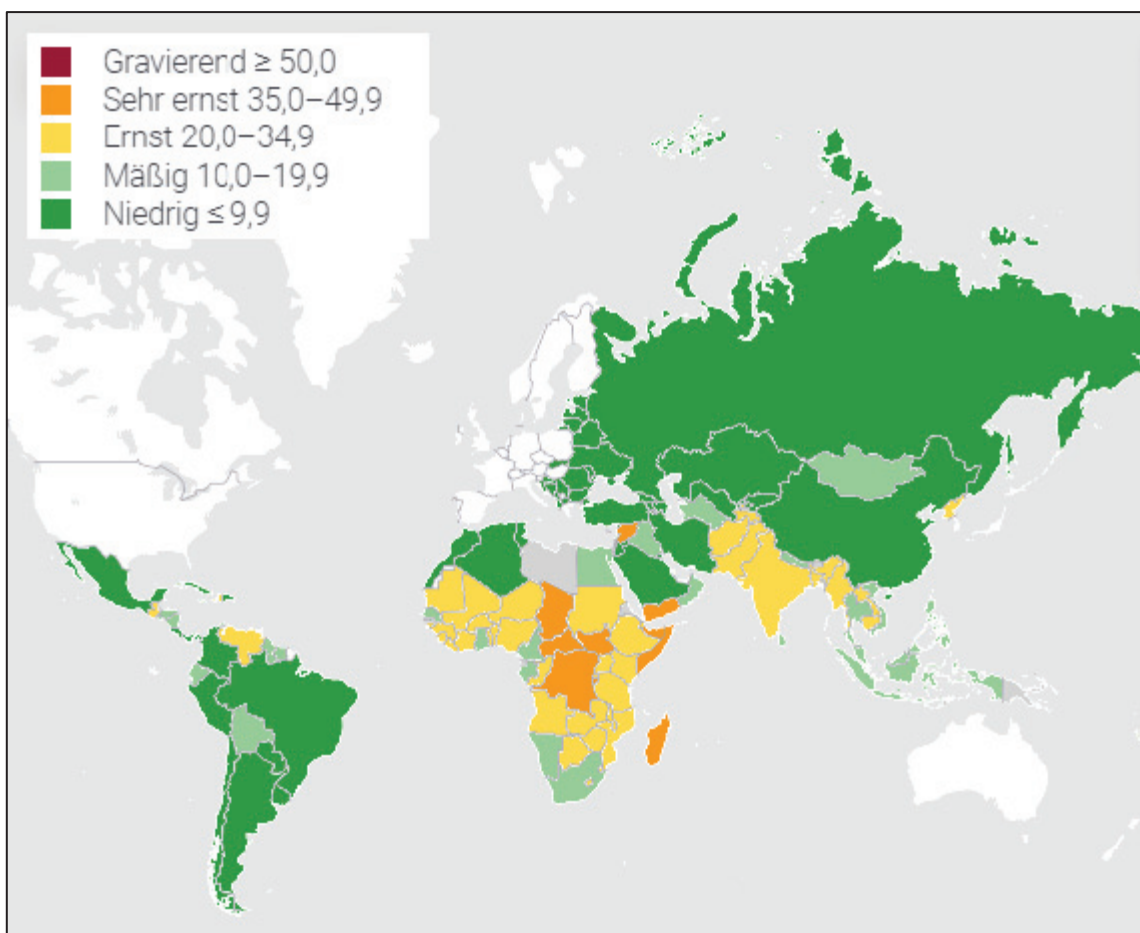 Gravierend ≥ 50,0
Sehr ernst 35,0–49,9
Ernst 20,0–34,9
Mäßig 10,0–19,9
Niedrig ≤ 9,9